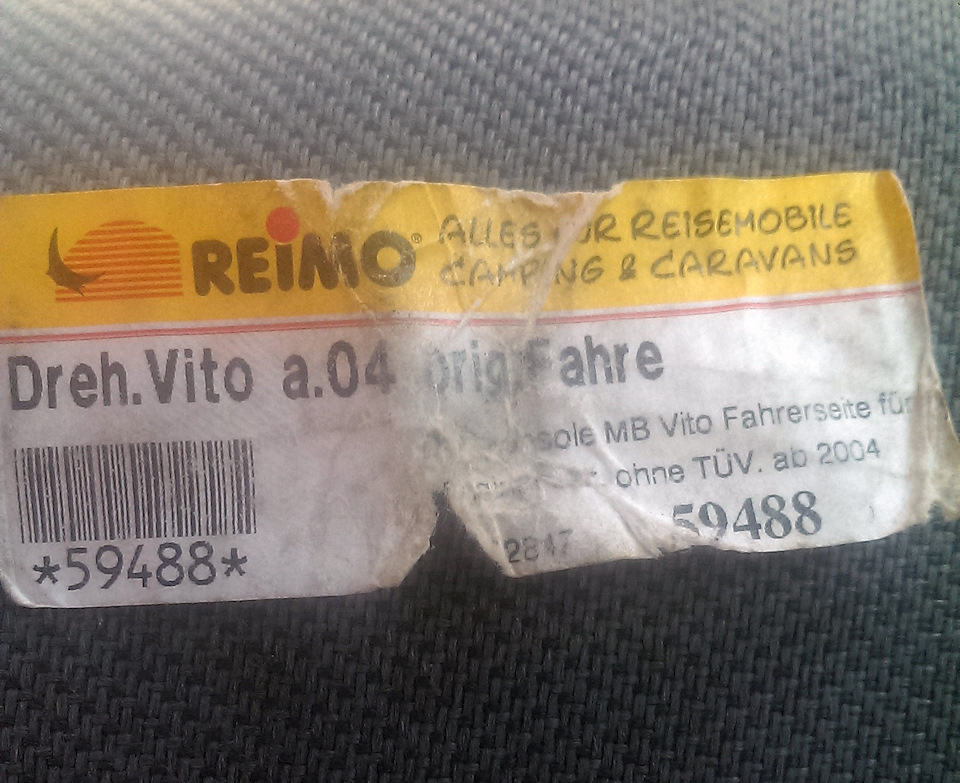 REIMO®
ALLES UR REISEMOBILE
CAMPING & CARAVANS
Dreh.Vito a.04 orig Fahre
sole MB Vito Fahrerseite für
ohne TÜV. ab 2004
*59488*
2847
59488